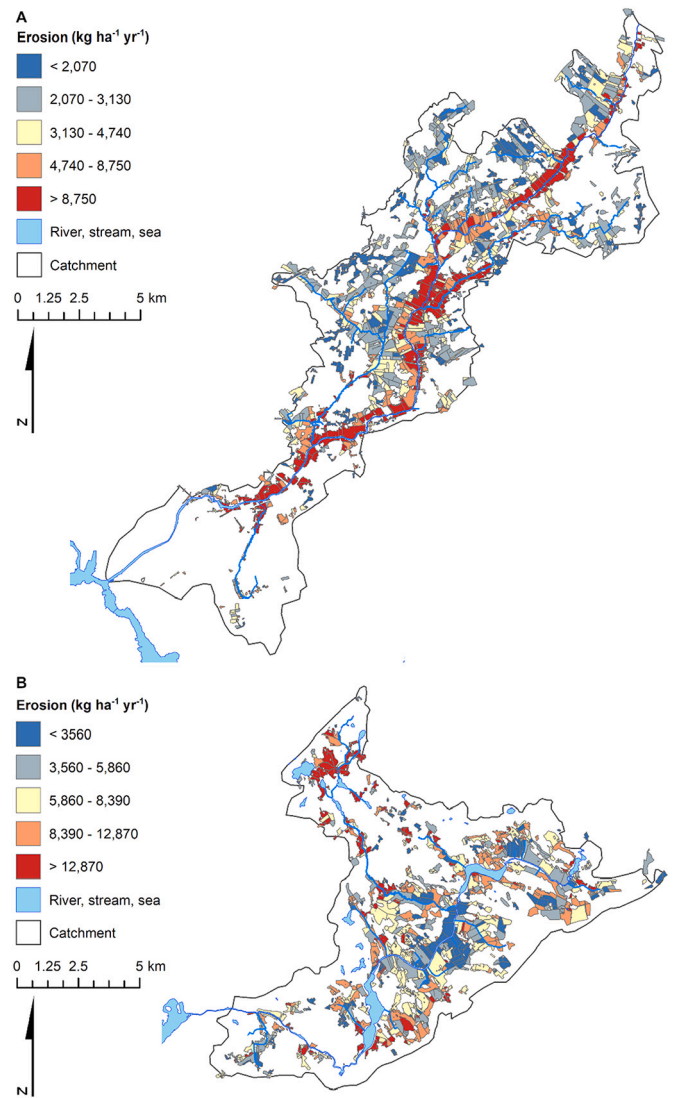 A
Erosion (kg ha⁻¹ yr⁻¹)
< 2,070
2,070 - 3,130
3,130 - 4,740
4,740 - 8,750
> 8,750
River, stream, sea
Catchment
0 1.25 2.5 5 km
N
B
Erosion (kg ha⁻¹ yr⁻¹)
< 3560
3,560 - 5,860
5,860 - 8,390
8,390 - 12,870
> 12,870
River, stream, sea
Catchment
0 1.25 2.5 5 km
N